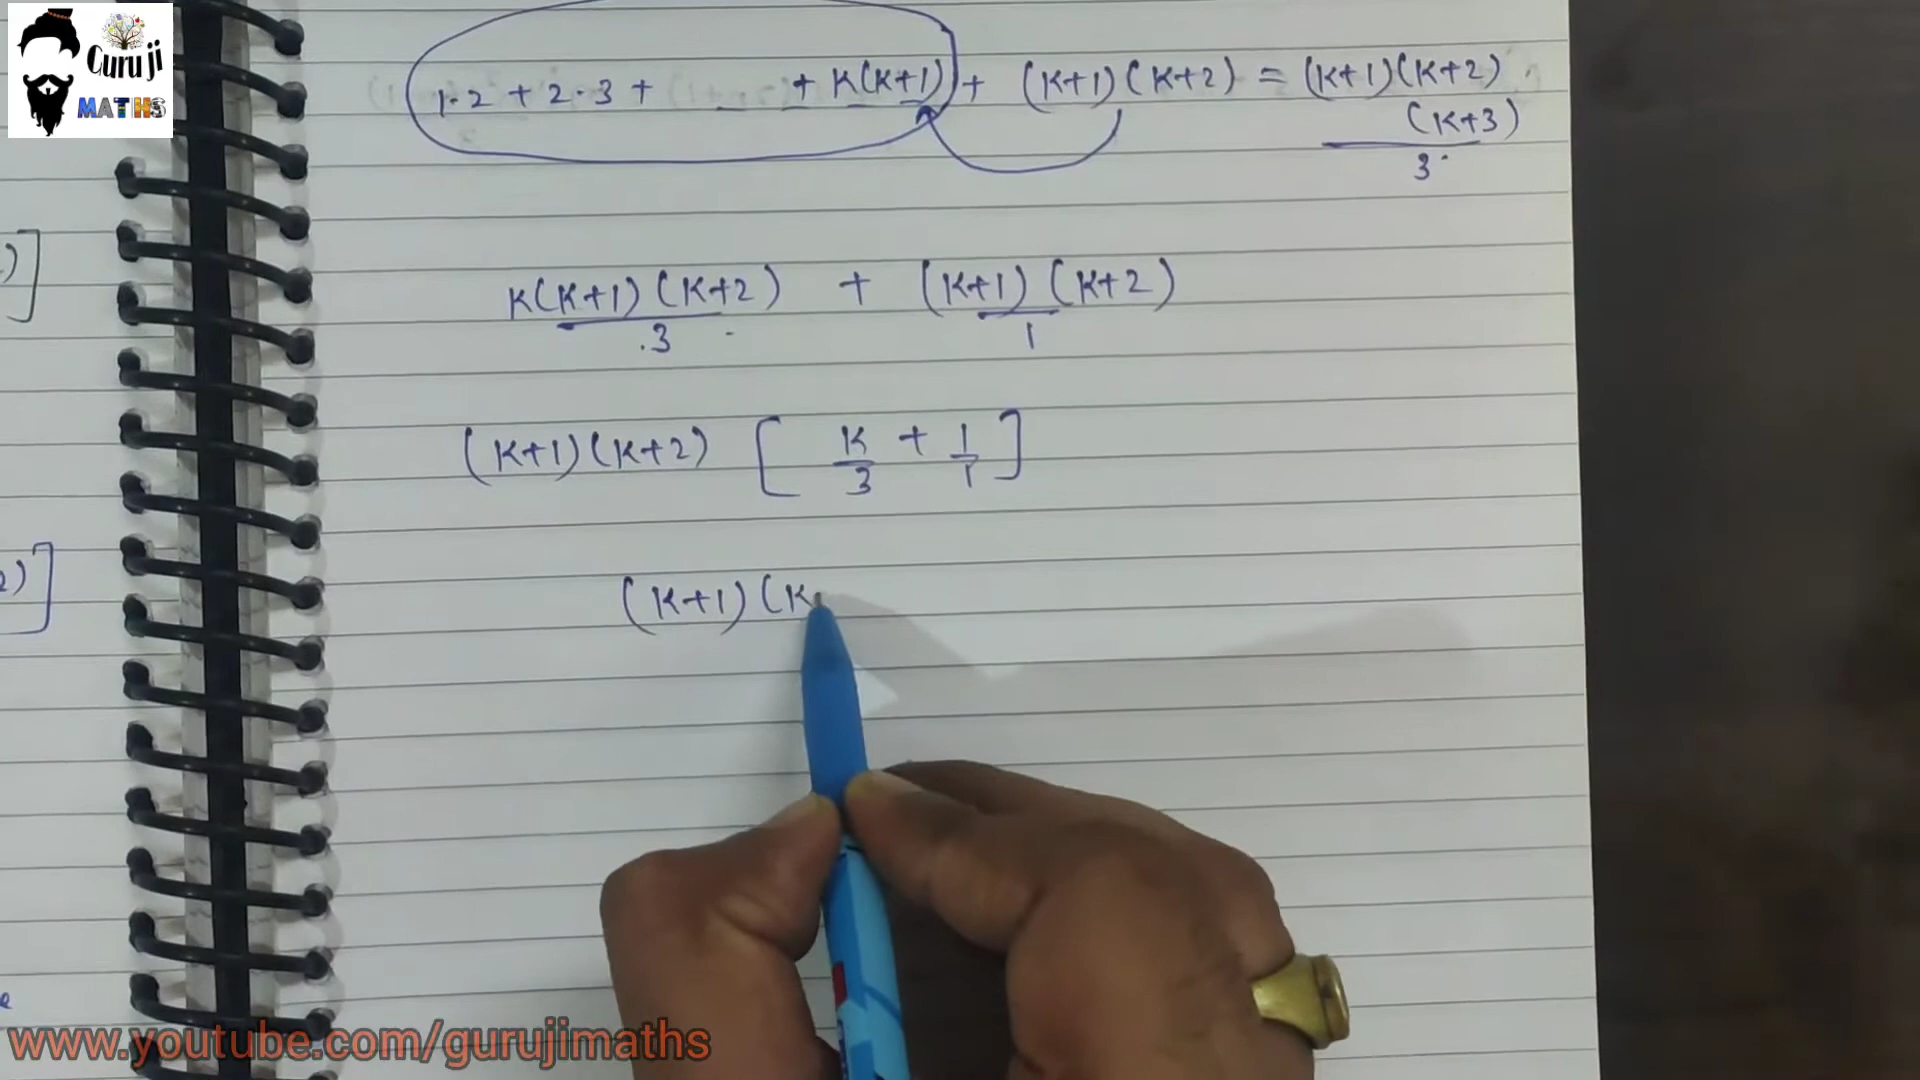 Guru ji
MATHS
1·2 + 2·3 + _ _ + K(K+1) + (K+1)(K+2) = (K+1)(K+2)
(K+3)
3
)]
K(K+1)(K+2) + (K+1)(K+2)
3 1
(K+1)(K+2) [ K/3 + 1/1 ]
2)]
(K+1)(K
e
www.youtube.com/gurujimaths